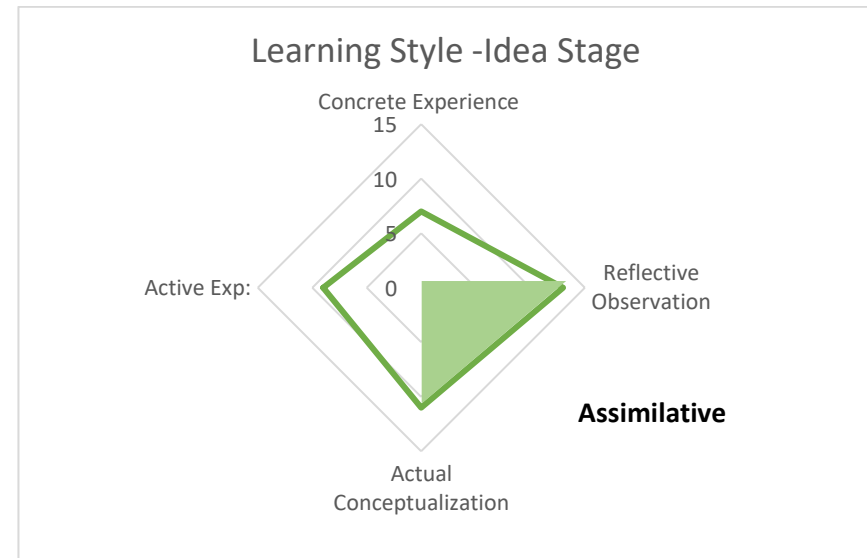 Learning Style -Idea Stage
Concrete Experience
15
10
5
Active Exp:
0
Reflective
Observation
Assimilative
Actual
Conceptualization